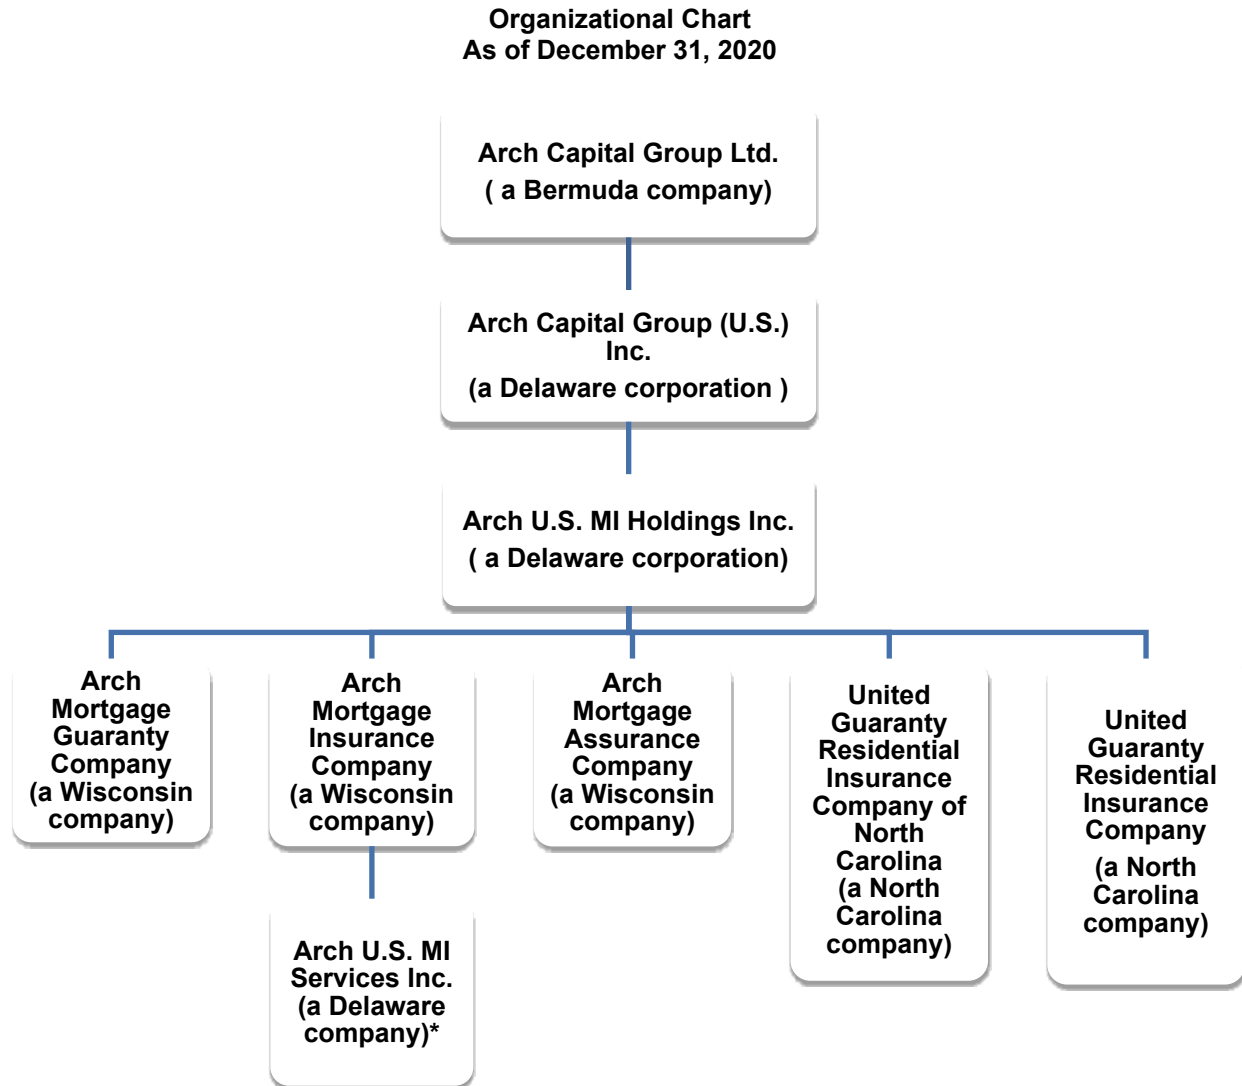 Organizational Chart
As of December 31, 2020
Arch Capital Group Ltd.
( a Bermuda company)
Arch Capital Group (U.S.)
Inc.
(a Delaware corporation )
Arch U.S. MI Holdings Inc.
( a Delaware corporation)
Arch
Mortgage
Guaranty
Company
(a Wisconsin
company)
Arch
Mortgage
Insurance
Company
(a Wisconsin
company)
Arch
Mortgage
Assurance
Company
(a Wisconsin
company)
United
Guaranty
Residential
Insurance
Company of
North
Carolina
(a North
Carolina
company)
United
Guaranty
Residential
Insurance
Company
(a North
Carolina
company)
Arch U.S. MI
Services Inc.
(a Delaware
company)*